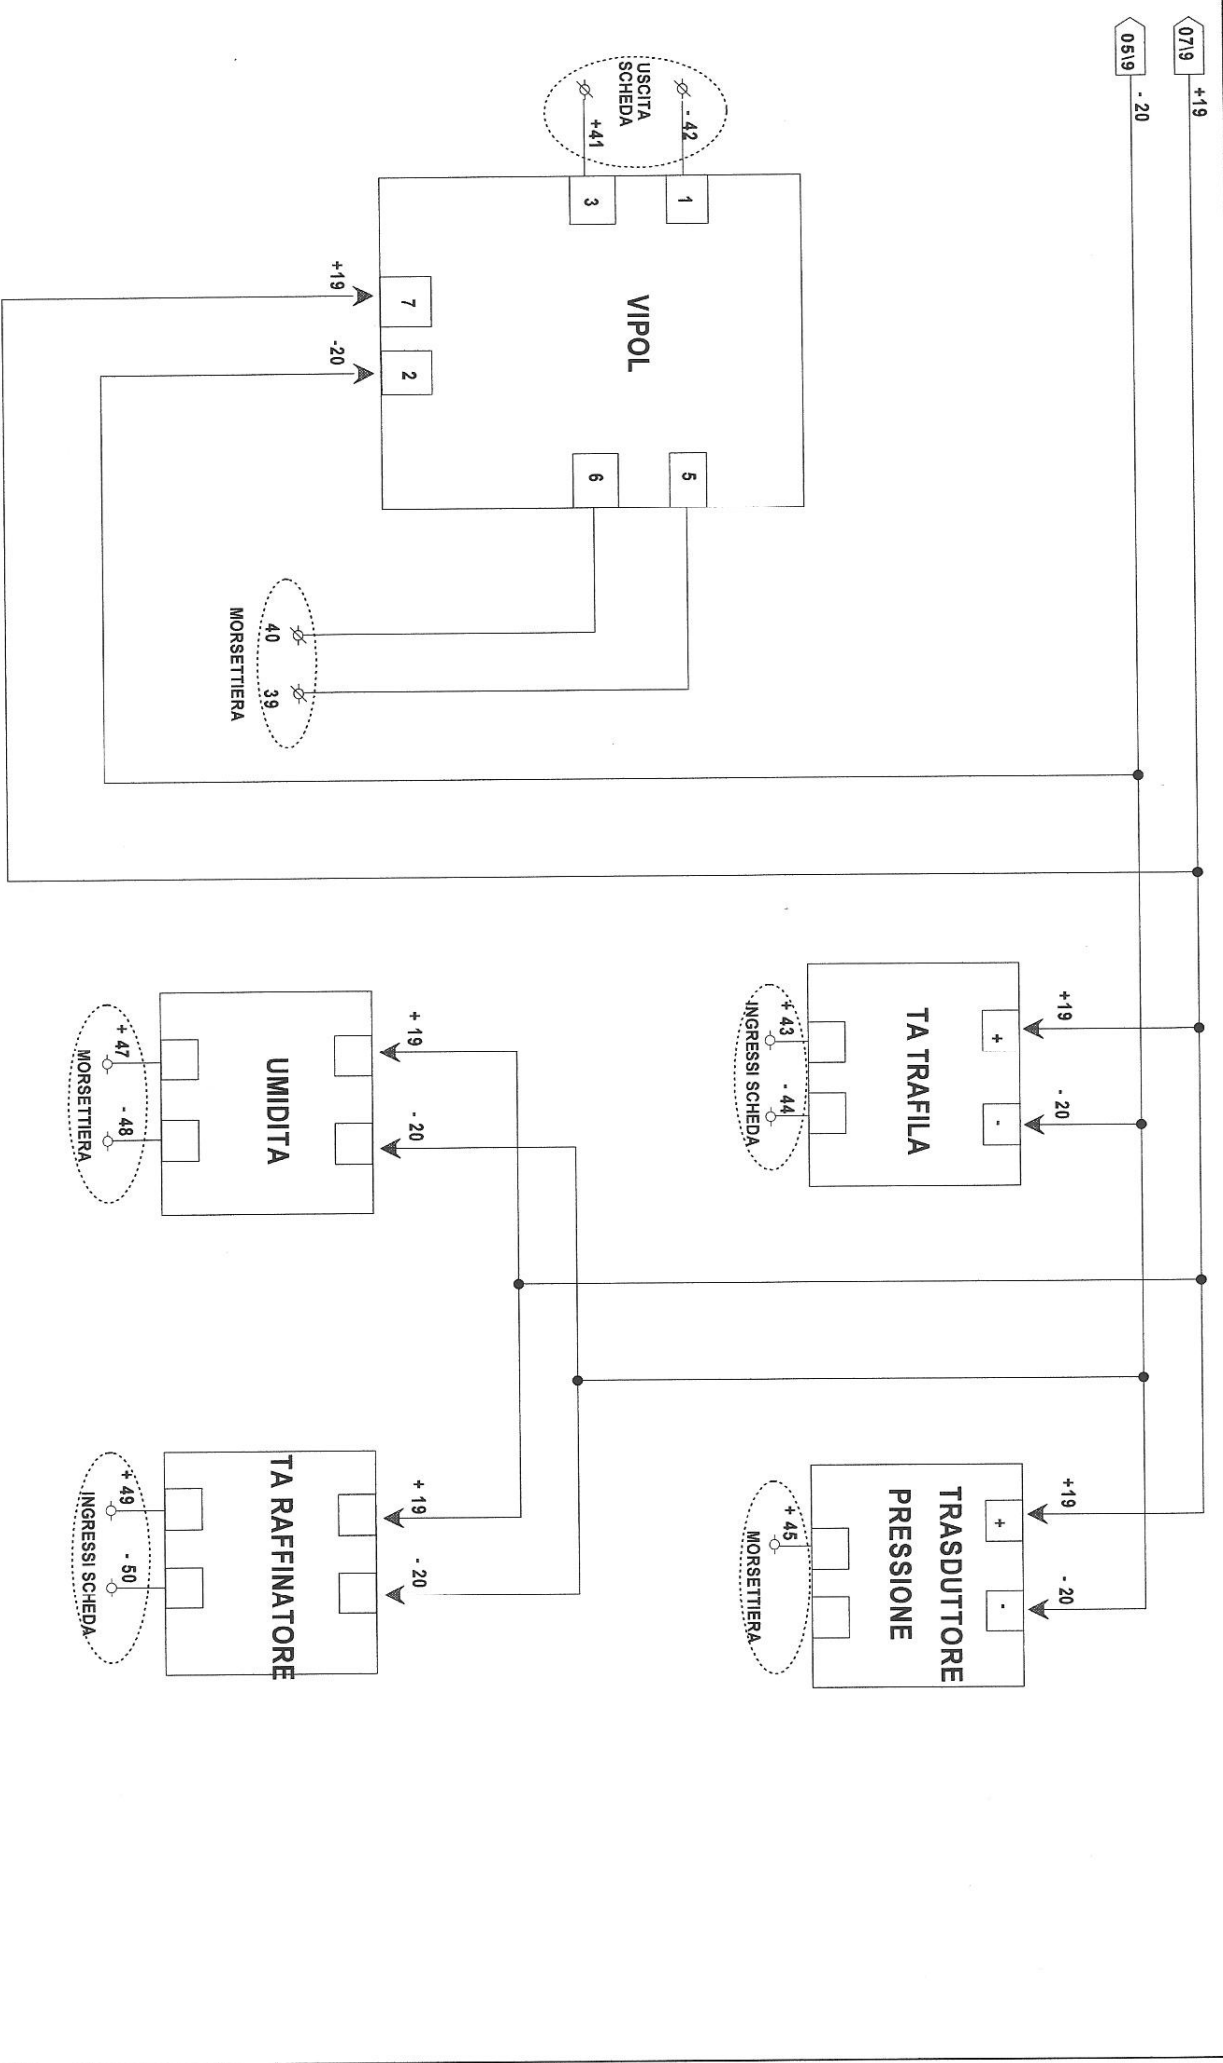 07\9
+19
05\9
- 20
USCITA
SCHEDA
- 42
+41
1
3
VIPOL
7
2
5
6
+19
-20
40
39
MORSETTIERA
+19
- 20
+
-
TA TRAFILA
+ 43
- 44
INGRESSI SCHEDA
+19
- 20
+
-
TRASDUTTORE
PRESSIONE
+ 45
MORSETTIERA
+ 19
- 20
UMIDITA
+ 47
- 48
MORSETTIERA
+ 19
- 20
TA RAFFINATORE
+ 49
- 50
INGRESSI SCHEDA